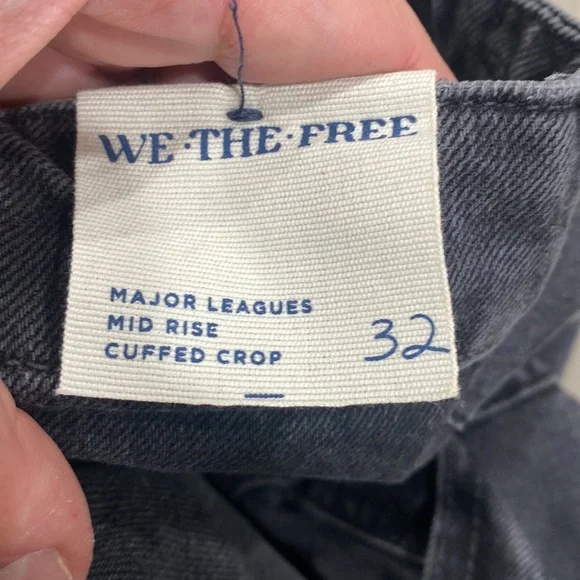 WE·THE·FREE
MAJOR LEAGUES
MID RISE
CUFFED CROP
32